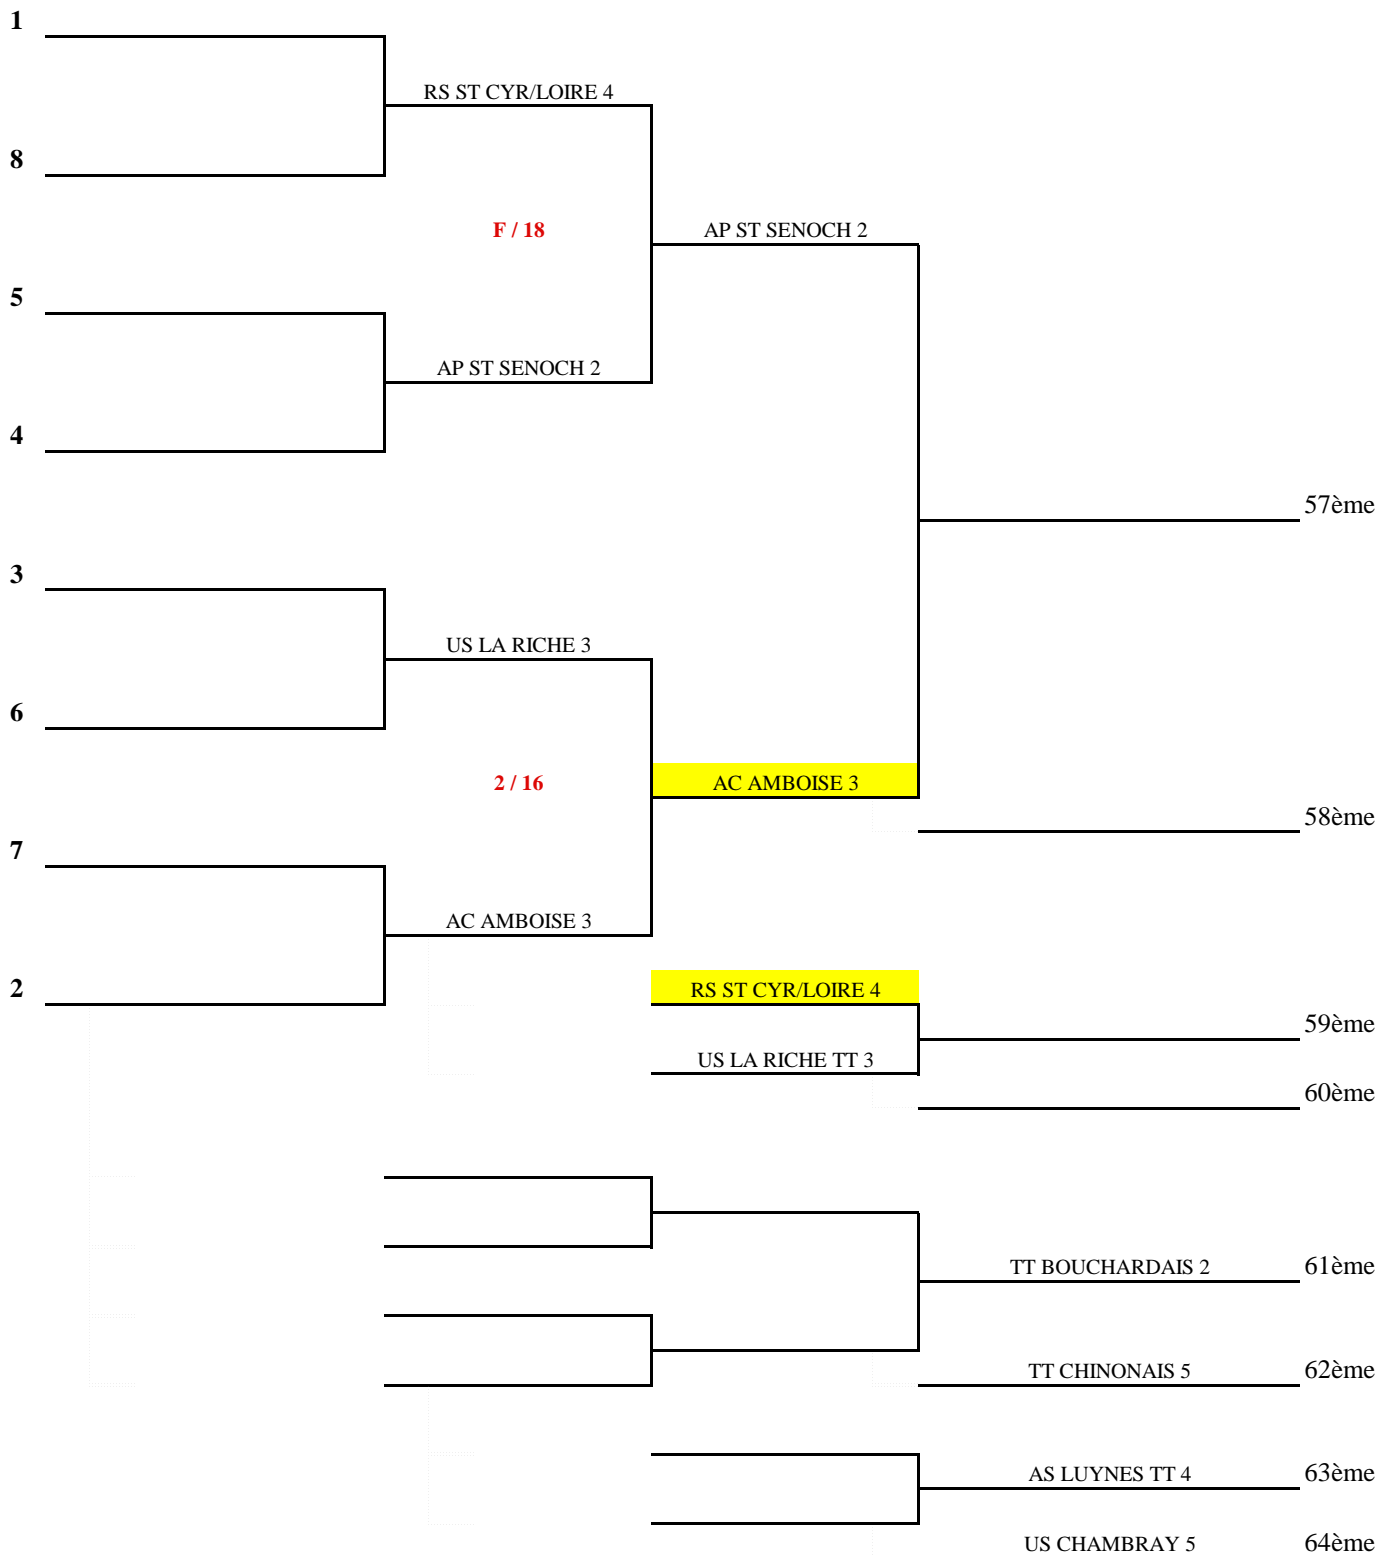 1
RS ST CYR/LOIRE 4
8
F / 18
AP ST SENOCH 2
5
AP ST SENOCH 2
4
57ème
3
US LA RICHE 3
6
2 / 16
AC AMBOISE 3
58ème
7
AC AMBOISE 3
2
RS ST CYR/LOIRE 4
59ème
US LA RICHE TT 3
60ème
TT BOUCHARDAIS 2
61ème
TT CHINONAIS 5
62ème
AS LUYNES TT 4
63ème
US CHAMBRAY 5
64ème